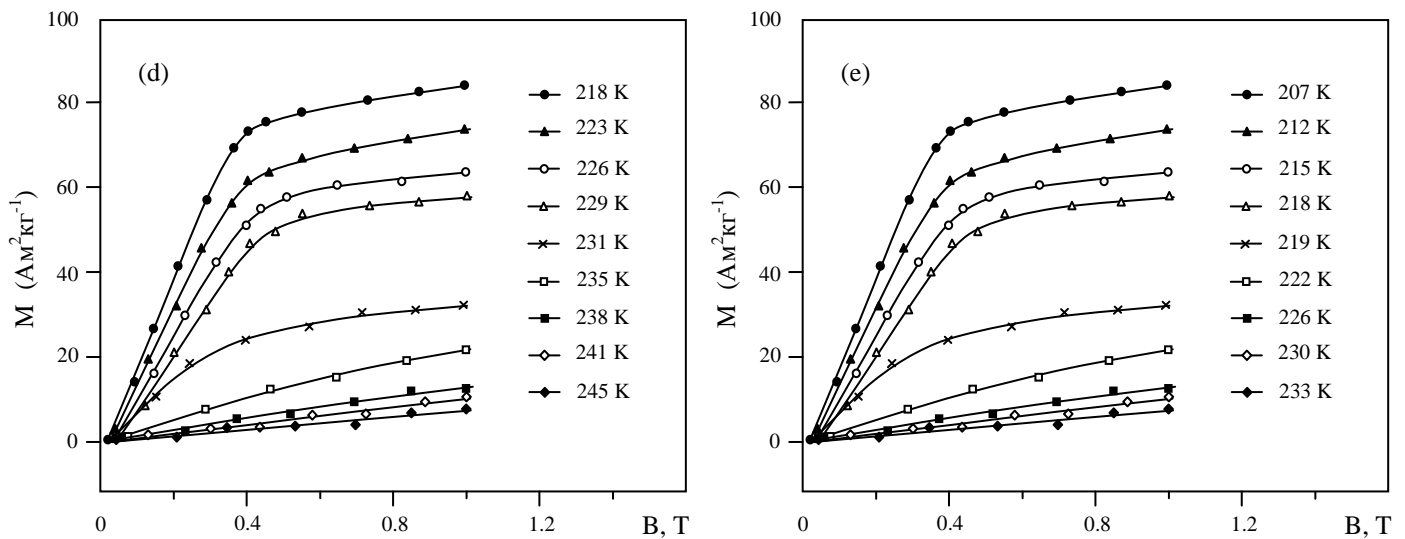 100
80
60
40
20
0
M (Aм²кг⁻¹)
(d)
218 K
223 K
226 K
229 K
231 K
235 K
238 K
241 K
245 K
0
0.4
0.8
1.2
B, T
100
80
60
40
20
0
M (Aм²кг⁻¹)
(e)
207 K
212 K
215 K
218 K
219 K
222 K
226 K
230 K
233 K
0
0.4
0.8
1.2
B, T